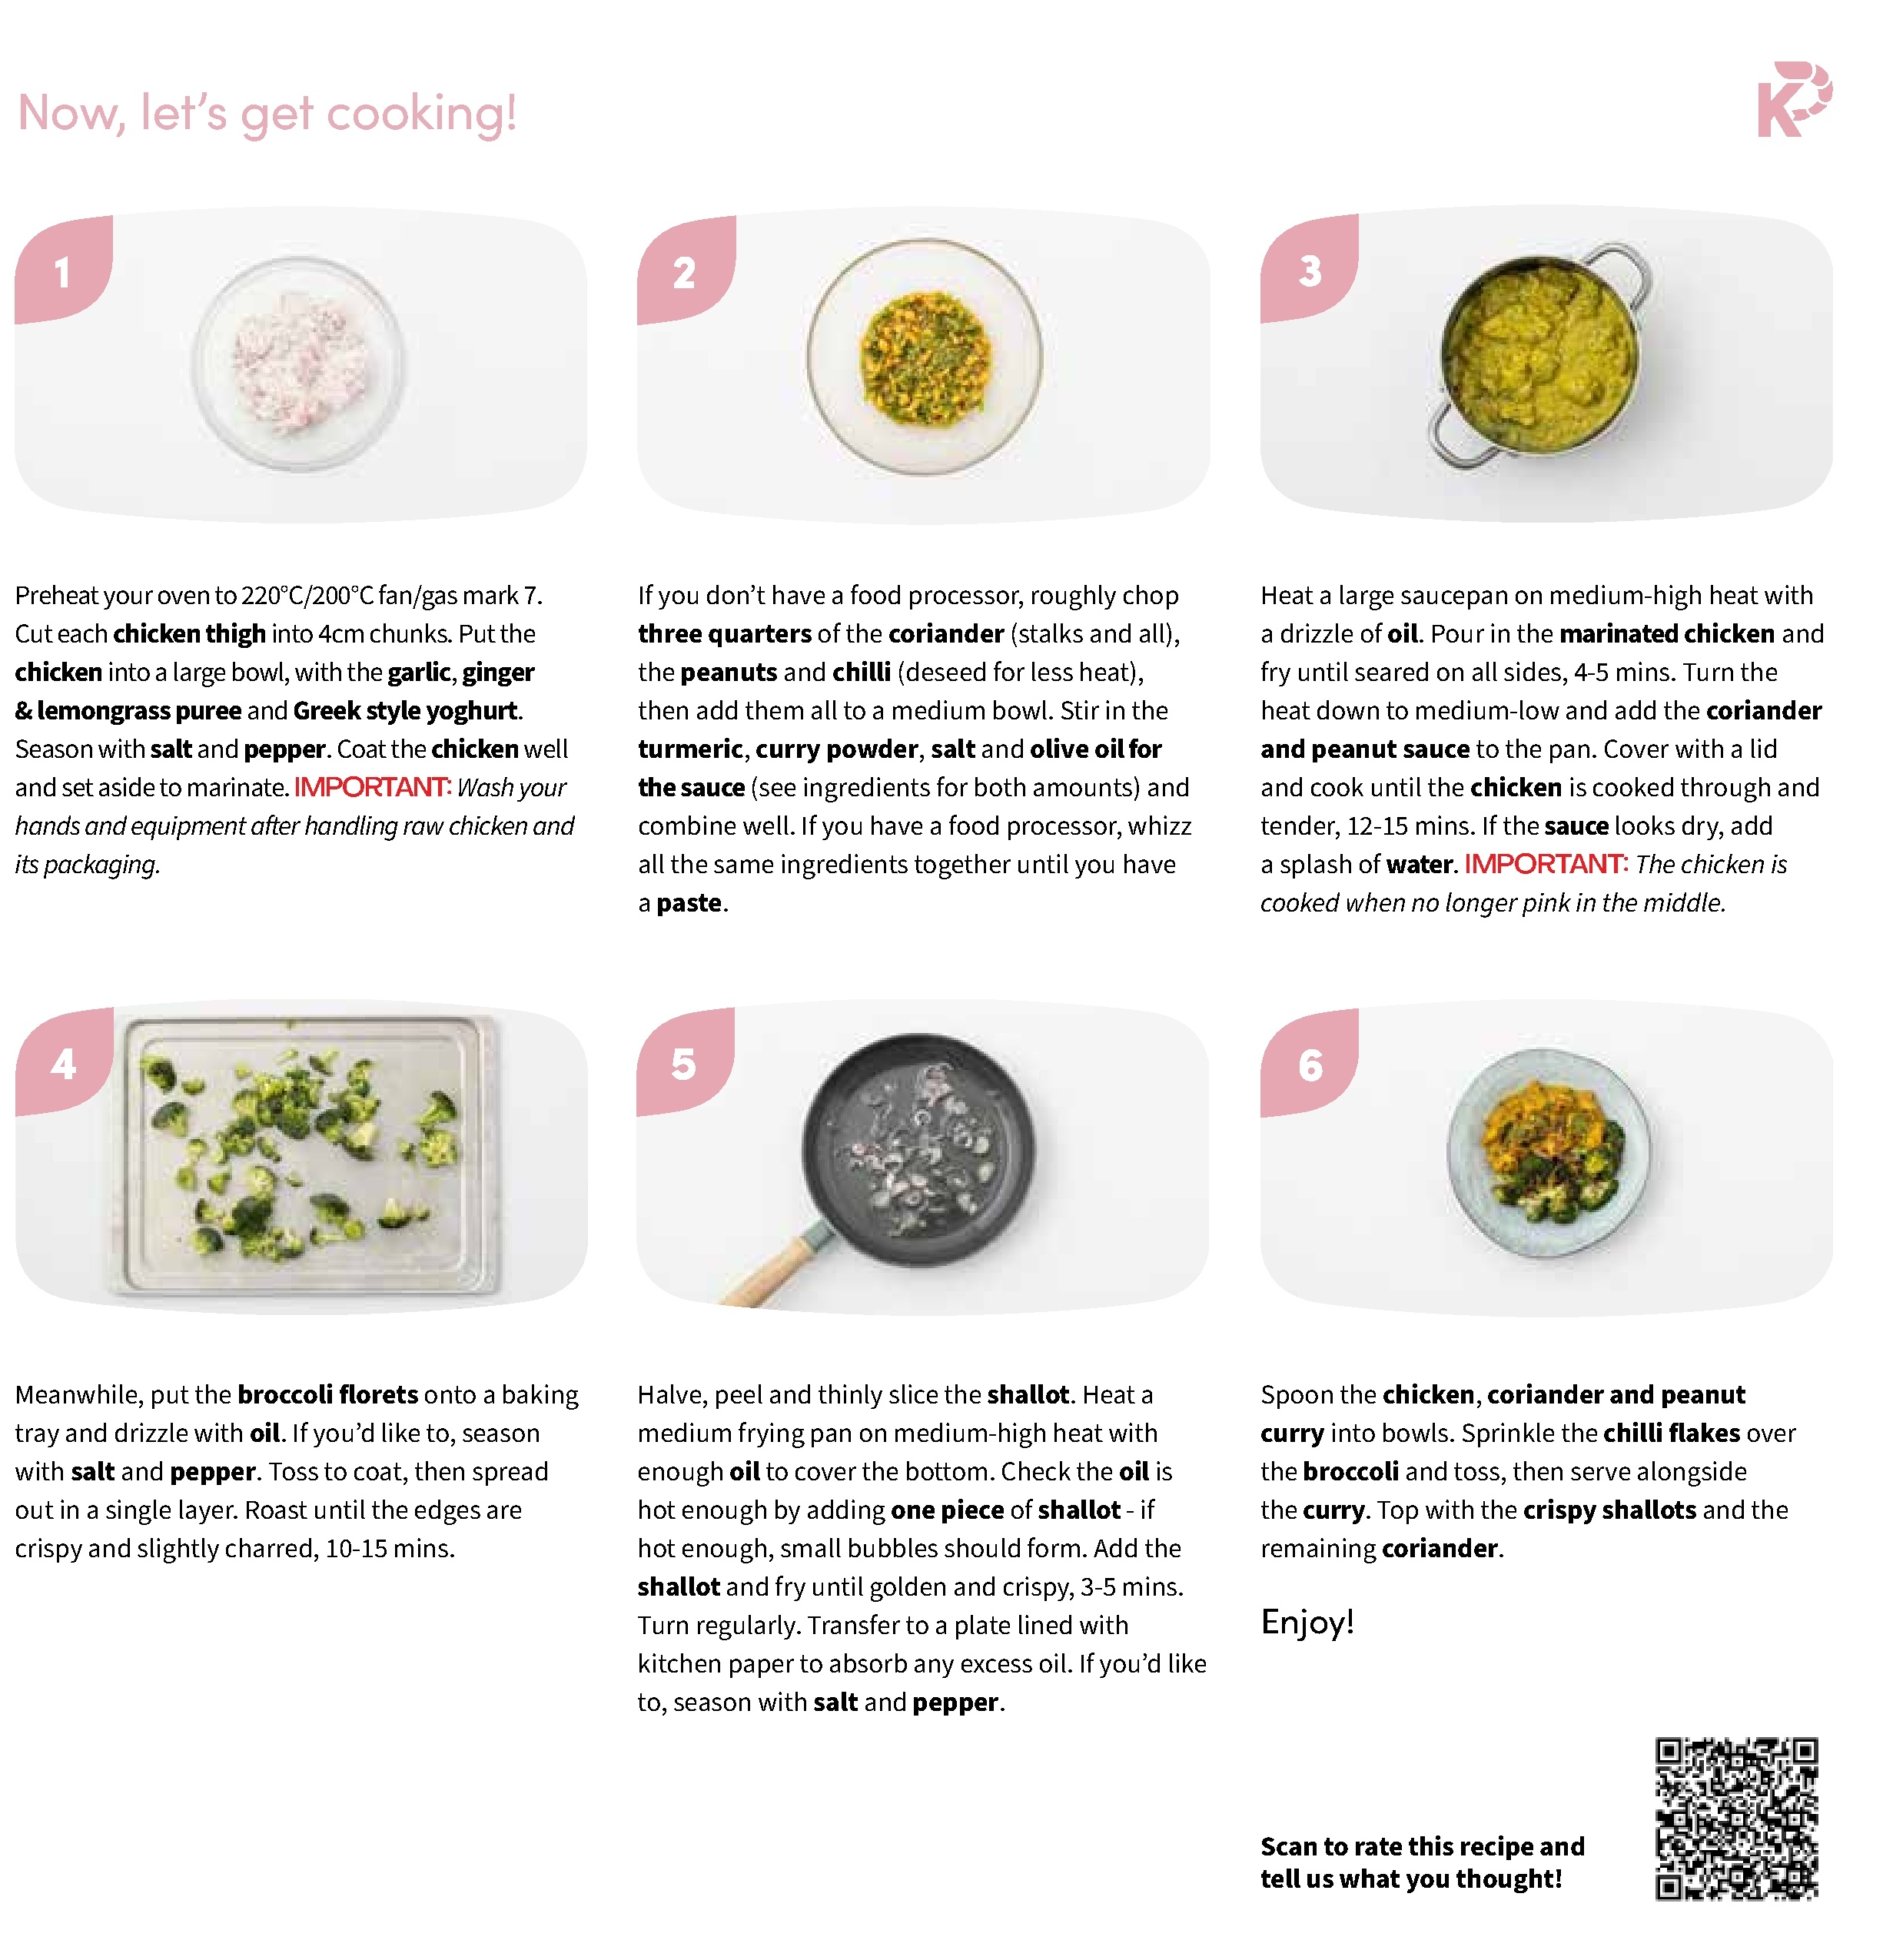 Now, let's get cooking!
K
1
Preheat your oven to 220°C/200°C fan/gas mark 7.
Cut each chicken thigh into 4cm chunks. Put the
chicken into a large bowl, with the garlic, ginger
& lemongrass puree and Greek style yoghurt.
Season with salt and pepper. Coat the chicken well
and set aside to marinate. IMPORTANT: Wash your
hands and equipment after handling raw chicken and
its packaging.
2
If you don't have a food processor, roughly chop
three quarters of the coriander (stalks and all),
the peanuts and chilli (deseed for less heat),
then add them all to a medium bowl. Stir in the
turmeric, curry powder, salt and olive oil for
the sauce (see ingredients for both amounts) and
combine well. If you have a food processor, whizz
all the same ingredients together until you have
a paste.
3
Heat a large saucepan on medium-high heat with
a drizzle of oil. Pour in the marinated chicken and
fry until seared on all sides, 4-5 mins. Turn the
heat down to medium-low and add the coriander
and peanut sauce to the pan. Cover with a lid
and cook until the chicken is cooked through and
tender, 12-15 mins. If the sauce looks dry, add
a splash of water. IMPORTANT: The chicken is
cooked when no longer pink in the middle.
4
Meanwhile, put the broccoli florets onto a baking
tray and drizzle with oil. If you'd like to, season
with salt and pepper. Toss to coat, then spread
out in a single layer. Roast until the edges are
crispy and slightly charred, 10-15 mins.
5
Halve, peel and thinly slice the shallot. Heat a
medium frying pan on medium-high heat with
enough oil to cover the bottom. Check the oil is
hot enough by adding one piece of shallot - if
hot enough, small bubbles should form. Add the
shallot and fry until golden and crispy, 3-5 mins.
Turn regularly. Transfer to a plate lined with
kitchen paper to absorb any excess oil. If you'd like
to, season with salt and pepper.
6
Spoon the chicken, coriander and peanut
curry into bowls. Sprinkle the chilli flakes over
the broccoli and toss, then serve alongside
the curry. Top with the crispy shallots and the
remaining coriander.
Enjoy!
Scan to rate this recipe and
tell us what you thought!